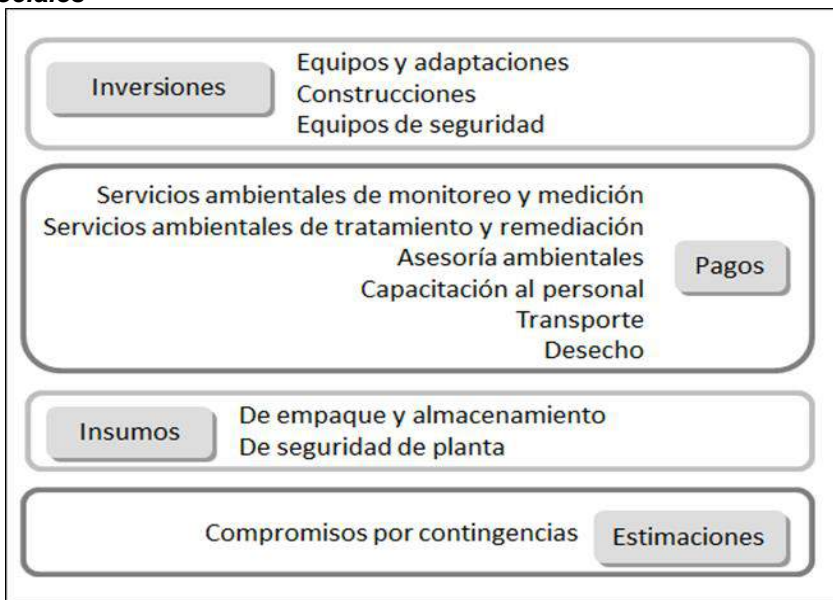 Inversiones
Equipos y adaptaciones
Construcciones
Equipos de seguridad
Servicios ambientales de monitoreo y medición
Servicios ambientales de tratamiento y remediación
Asesoría ambientales
Capacitación al personal
Transporte
Desecho
Pagos
Insumos
De empaque y almacenamiento
De seguridad de planta
Compromisos por contingencias
Estimaciones